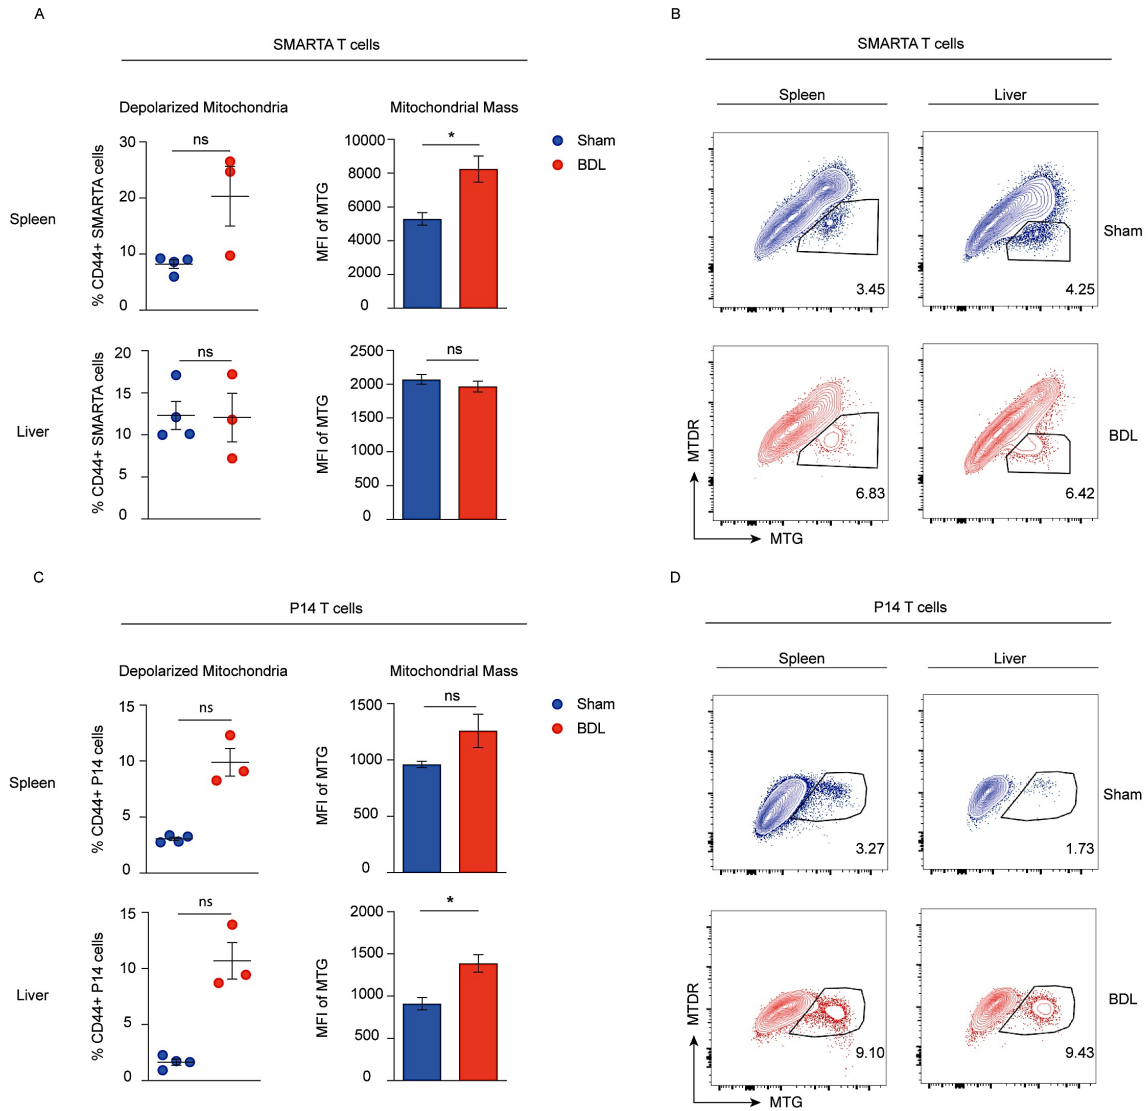 A
SMARTA T cells
Depolarized Mitochondria
Mitochondrial Mass
Spleen
% CD44+ SMARTA cells
30
20
10
0
ns
MFI of MTG
10000
8000
6000
4000
2000
0
*
Sham
BDL
Liver
% CD44+ SMARTA cells
20
15
10
5
0
ns
MFI of MTG
2500
2000
1500
1000
500
0
ns
B
SMARTA T cells
Spleen
Liver
3.45
4.25
Sham
6.83
6.42
BDL
MTDR
MTG
C
P14 T cells
Depolarized Mitochondria
Mitochondrial Mass
Spleen
% CD44+ P14 cells
15
10
5
0
ns
MFI of MTG
1500
1000
500
0
ns
Sham
BDL
Liver
% CD44+ P14 cells
15
10
5
0
ns
MFI of MTG
2000
1500
1000
500
0
*
D
P14 T cells
Spleen
Liver
3.27
1.73
Sham
9.10
9.43
BDL
MTDR
MTG